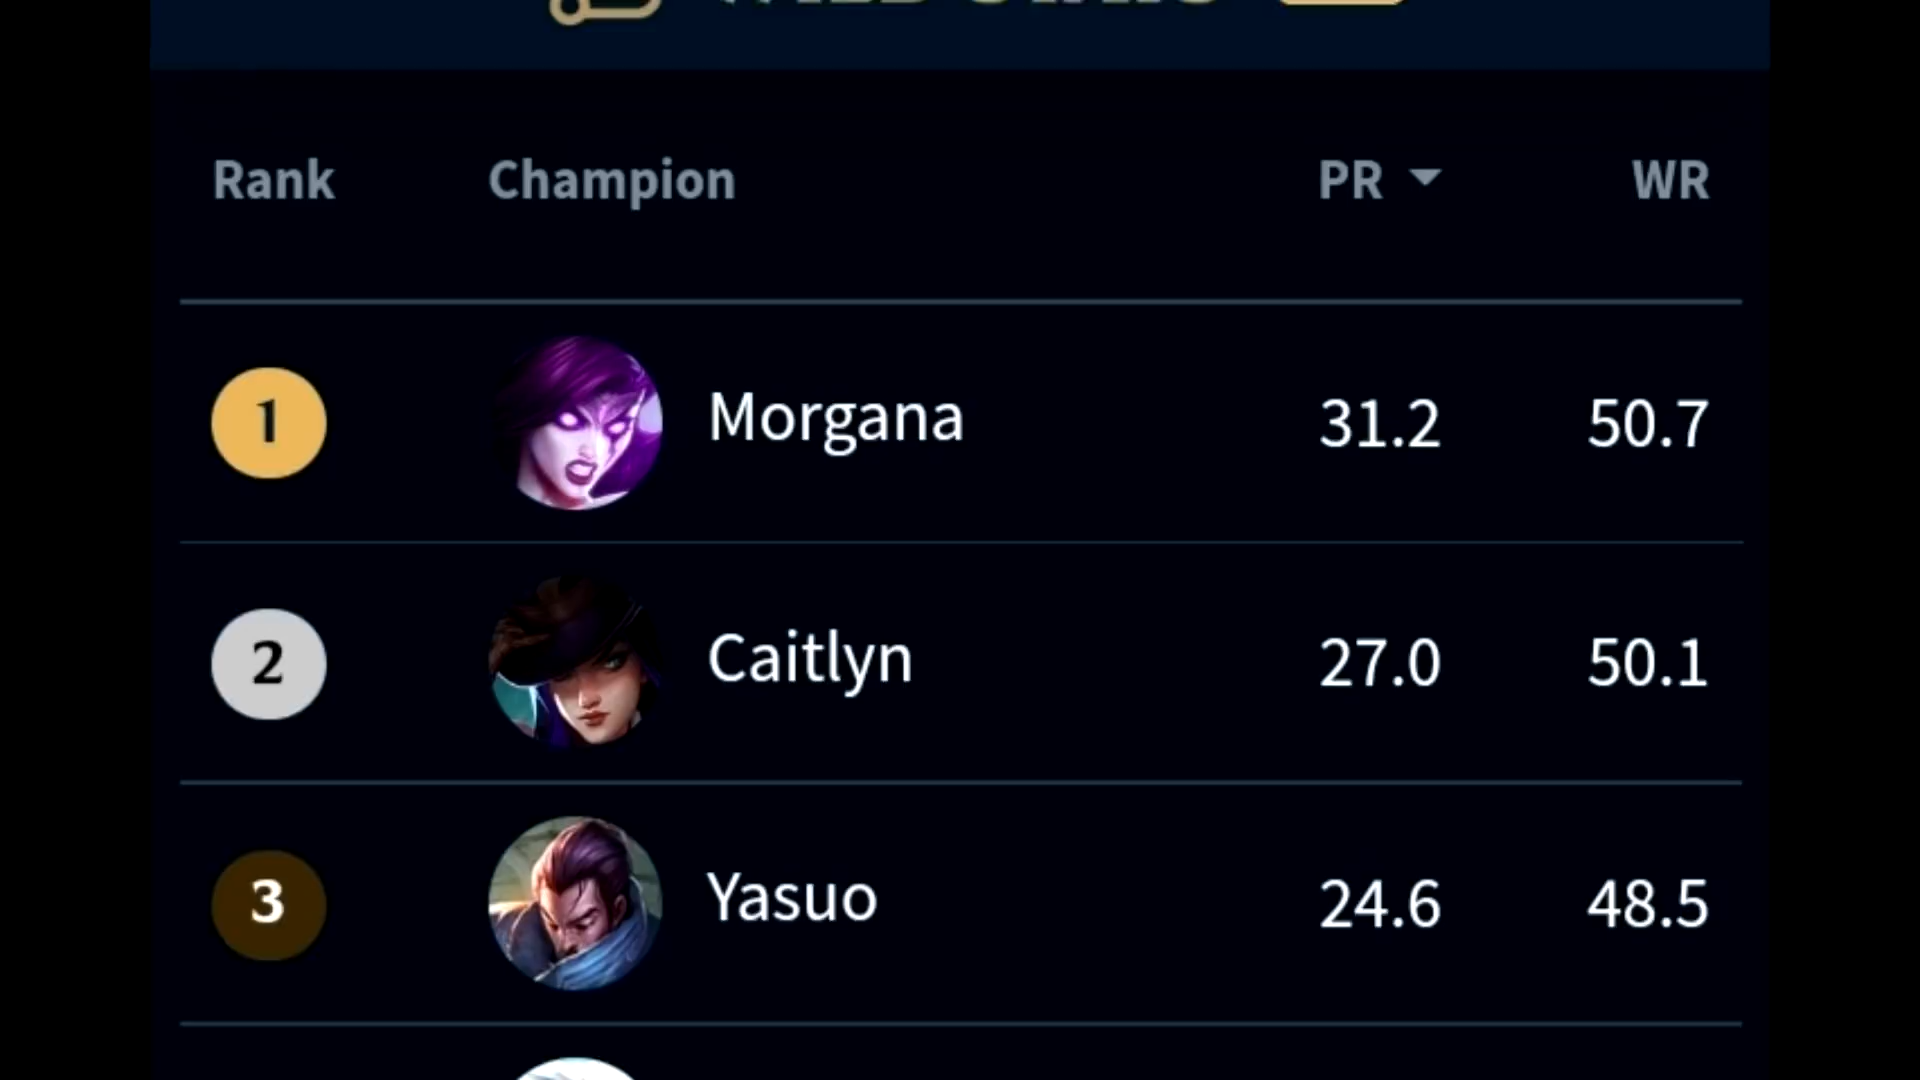 Rank Champion PR WR
1 Morgana 31.2 50.7
2 Caitlyn 27.0 50.1
3 Yasuo 24.6 48.5